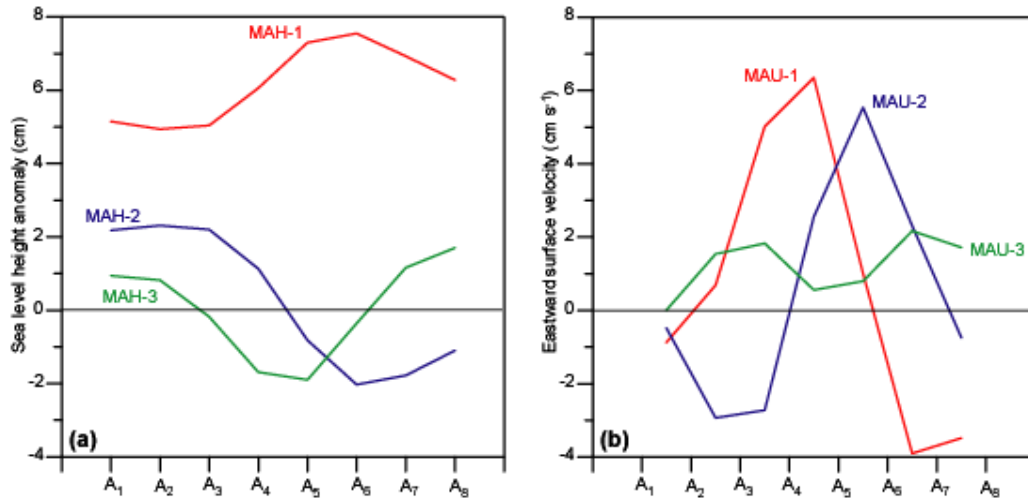 Sea level height anomaly (cm)
8
6
4
2
0
-2
-4
MAH-1
MAH-2
MAH-3
(a)
A₁ A₂ A₃ A₄ A₅ A₆ A₇ A₈
Eastward surface velocity (cm s⁻¹)
8
6
4
2
0
-2
-4
MAU-1
MAU-2
MAU-3
(b)
A₁ A₂ A₃ A₄ A₅ A₆ A₇ A₈